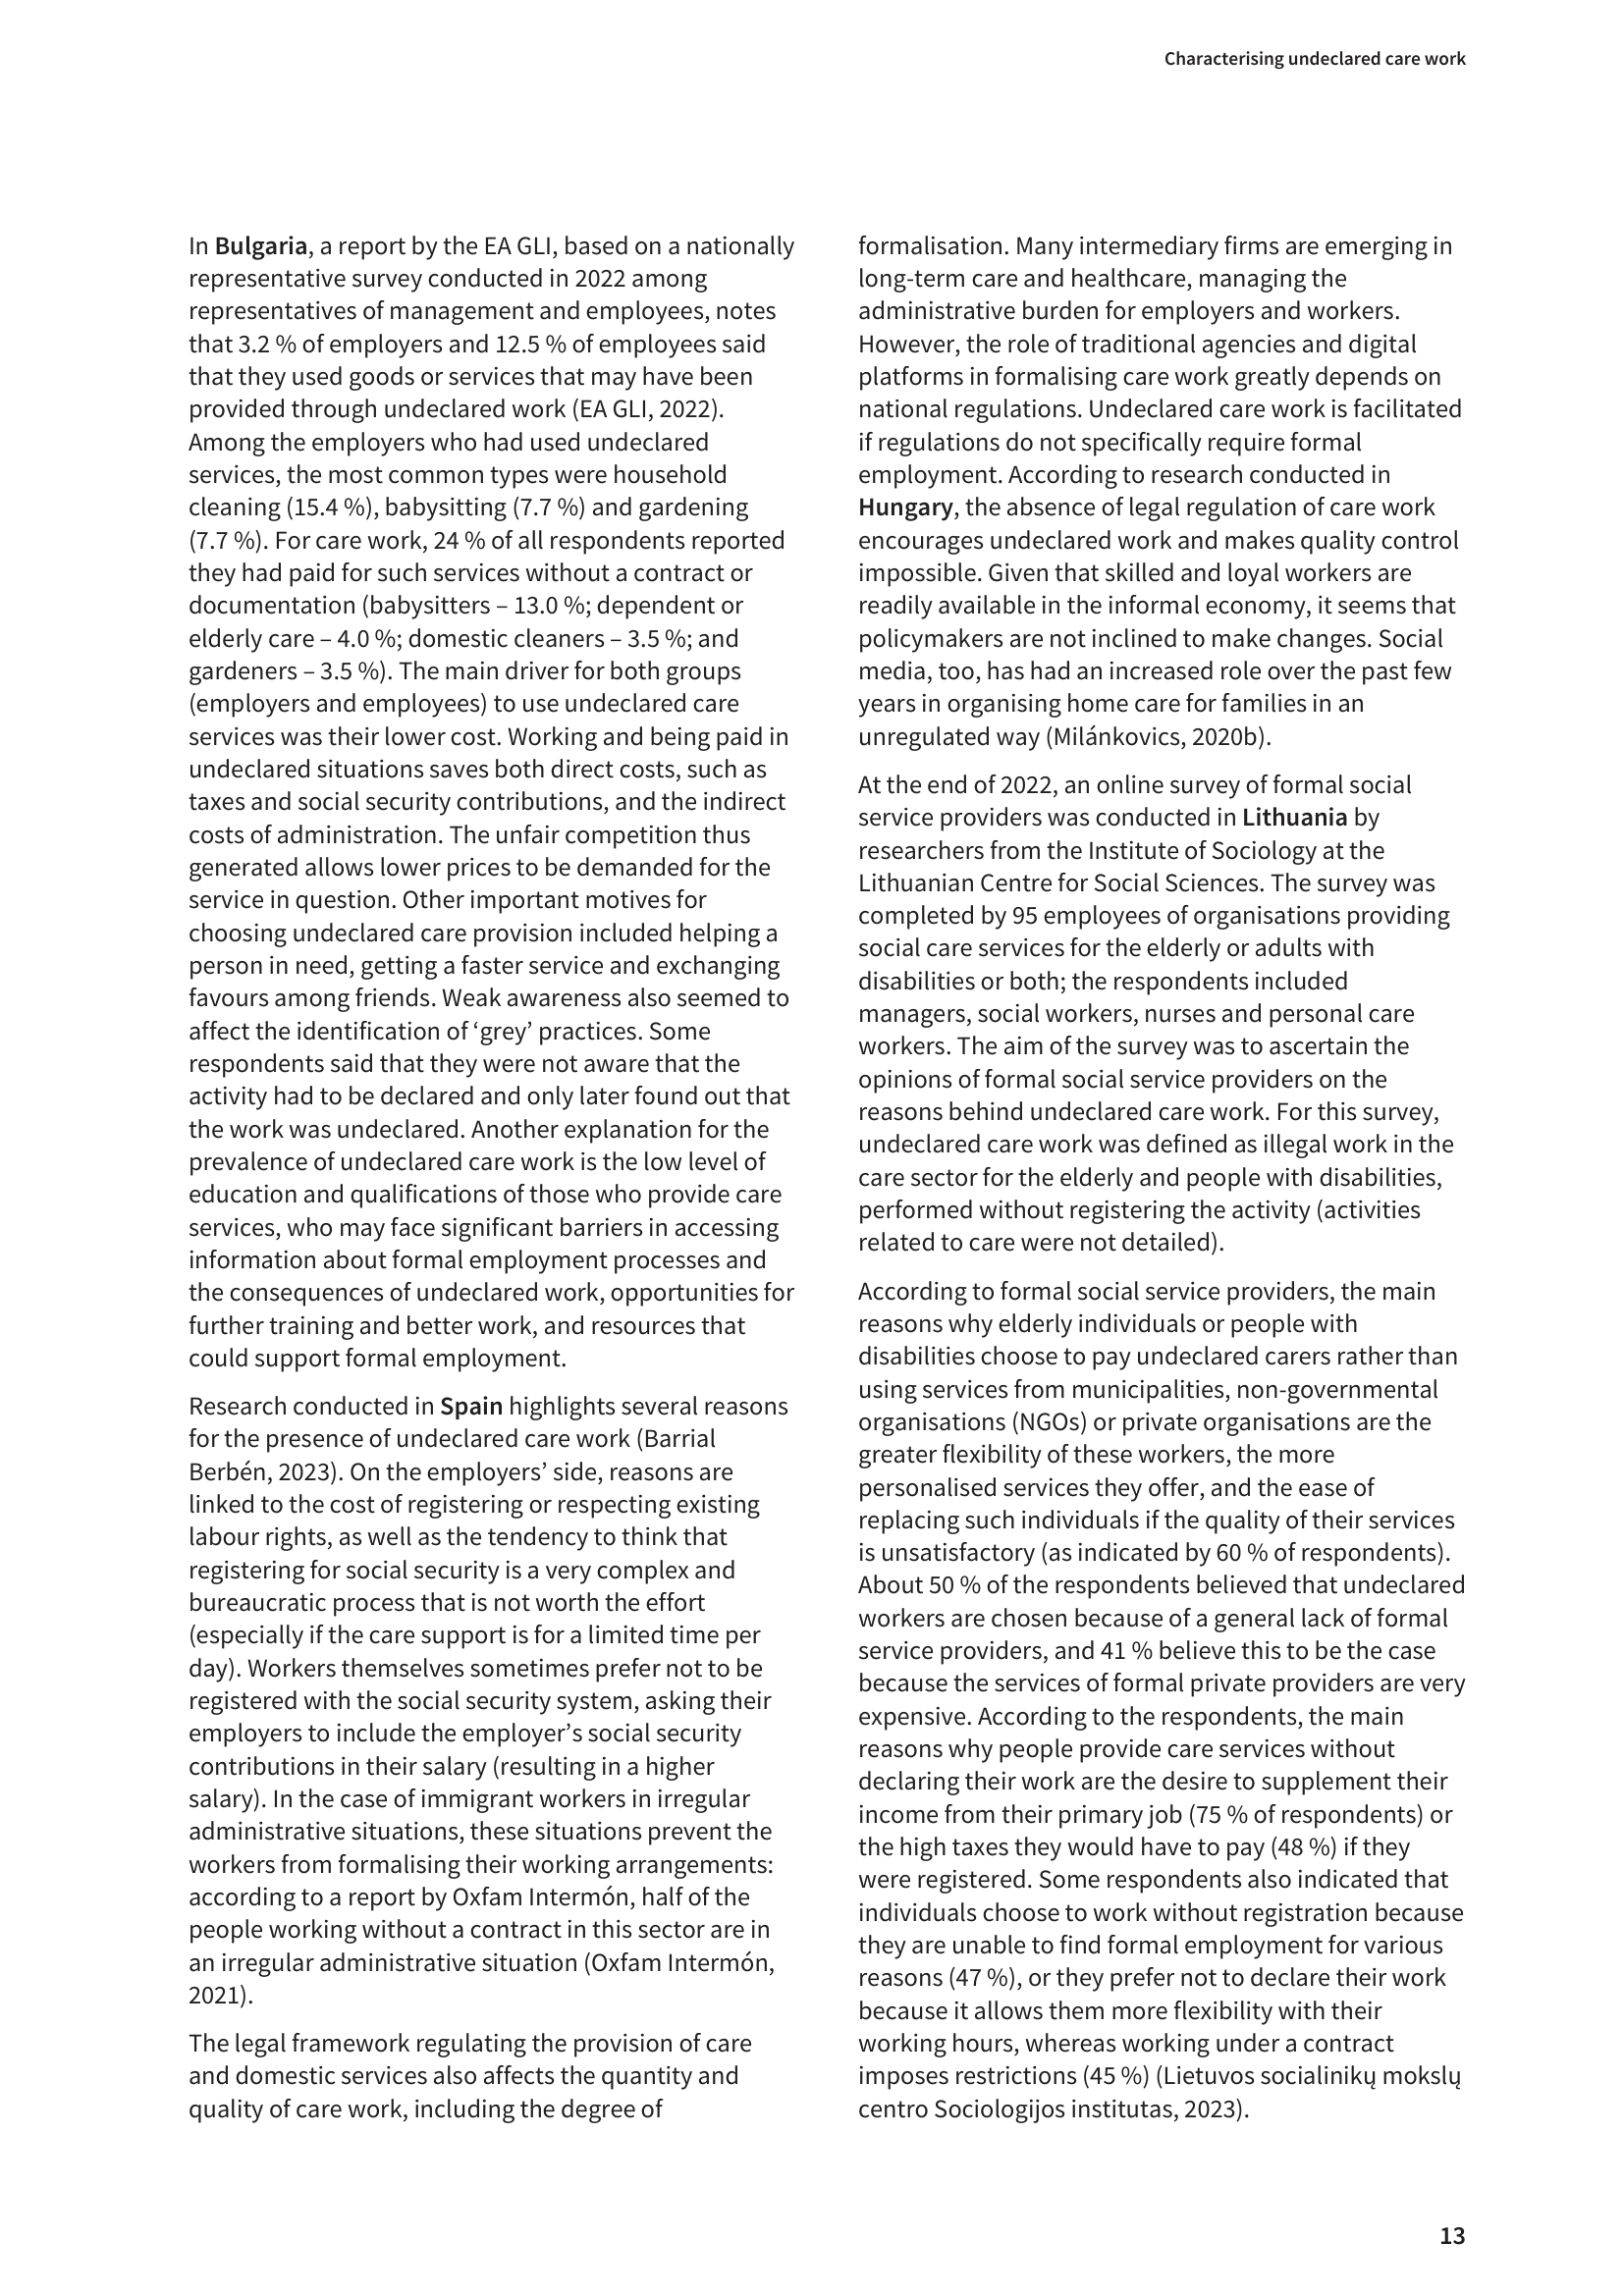 Characterising undeclared care work
In Bulgaria, a report by the EA GLI, based on a nationally
representative survey conducted in 2022 among
representatives of management and employees, notes
that 3.2 % of employers and 12.5 % of employees said
that they used goods or services that may have been
provided through undeclared work (EA GLI, 2022).
Among the employers who had used undeclared
services, the most common types were household
cleaning (15.4 %), babysitting (7.7 %) and gardening
(7.7 %). For care work, 24 % of all respondents reported
they had paid for such services without a contract or
documentation (babysitters – 13.0 %; dependent or
elderly care – 4.0 %; domestic cleaners – 3.5 %; and
gardeners – 3.5 %). The main driver for both groups
(employers and employees) to use undeclared care
services was their lower cost. Working and being paid in
undeclared situations saves both direct costs, such as
taxes and social security contributions, and the indirect
costs of administration. The unfair competition thus
generated allows lower prices to be demanded for the
service in question. Other important motives for
choosing undeclared care provision included helping a
person in need, getting a faster service and exchanging
favours among friends. Weak awareness also seemed to
affect the identification of ‘grey’ practices. Some
respondents said that they were not aware that the
activity had to be declared and only later found out that
the work was undeclared. Another explanation for the
prevalence of undeclared care work is the low level of
education and qualifications of those who provide care
services, who may face significant barriers in accessing
information about formal employment processes and
the consequences of undeclared work, opportunities for
further training and better work, and resources that
could support formal employment.
Research conducted in Spain highlights several reasons
for the presence of undeclared care work (Barrial
Berbén, 2023). On the employers’ side, reasons are
linked to the cost of registering or respecting existing
labour rights, as well as the tendency to think that
registering for social security is a very complex and
bureaucratic process that is not worth the effort
(especially if the care support is for a limited time per
day). Workers themselves sometimes prefer not to be
registered with the social security system, asking their
employers to include the employer’s social security
contributions in their salary (resulting in a higher
salary). In the case of immigrant workers in irregular
administrative situations, these situations prevent the
workers from formalising their working arrangements:
according to a report by Oxfam Intermón, half of the
people working without a contract in this sector are in
an irregular administrative situation (Oxfam Intermón,
2021).
The legal framework regulating the provision of care
and domestic services also affects the quantity and
quality of care work, including the degree of
formalisation. Many intermediary firms are emerging in
long-term care and healthcare, managing the
administrative burden for employers and workers.
However, the role of traditional agencies and digital
platforms in formalising care work greatly depends on
national regulations. Undeclared care work is facilitated
if regulations do not specifically require formal
employment. According to research conducted in
Hungary, the absence of legal regulation of care work
encourages undeclared work and makes quality control
impossible. Given that skilled and loyal workers are
readily available in the informal economy, it seems that
policymakers are not inclined to make changes. Social
media, too, has had an increased role over the past few
years in organising home care for families in an
unregulated way (Milánkovics, 2020b).
At the end of 2022, an online survey of formal social
service providers was conducted in Lithuania by
researchers from the Institute of Sociology at the
Lithuanian Centre for Social Sciences. The survey was
completed by 95 employees of organisations providing
social care services for the elderly or adults with
disabilities or both; the respondents included
managers, social workers, nurses and personal care
workers. The aim of the survey was to ascertain the
opinions of formal social service providers on the
reasons behind undeclared care work. For this survey,
undeclared care work was defined as illegal work in the
care sector for the elderly and people with disabilities,
performed without registering the activity (activities
related to care were not detailed).
According to formal social service providers, the main
reasons why elderly individuals or people with
disabilities choose to pay undeclared carers rather than
using services from municipalities, non-governmental
organisations (NGOs) or private organisations are the
greater flexibility of these workers, the more
personalised services they offer, and the ease of
replacing such individuals if the quality of their services
is unsatisfactory (as indicated by 60 % of respondents).
About 50 % of the respondents believed that undeclared
workers are chosen because of a general lack of formal
service providers, and 41 % believe this to be the case
because the services of formal private providers are very
expensive. According to the respondents, the main
reasons why people provide care services without
declaring their work are the desire to supplement their
income from their primary job (75 % of respondents) or
the high taxes they would have to pay (48 %) if they
were registered. Some respondents also indicated that
individuals choose to work without registration because
they are unable to find formal employment for various
reasons (47 %), or they prefer not to declare their work
because it allows them more flexibility with their
working hours, whereas working under a contract
imposes restrictions (45 %) (Lietuvos socialinikų mokslų
centro Sociologijos institutas, 2023).
13